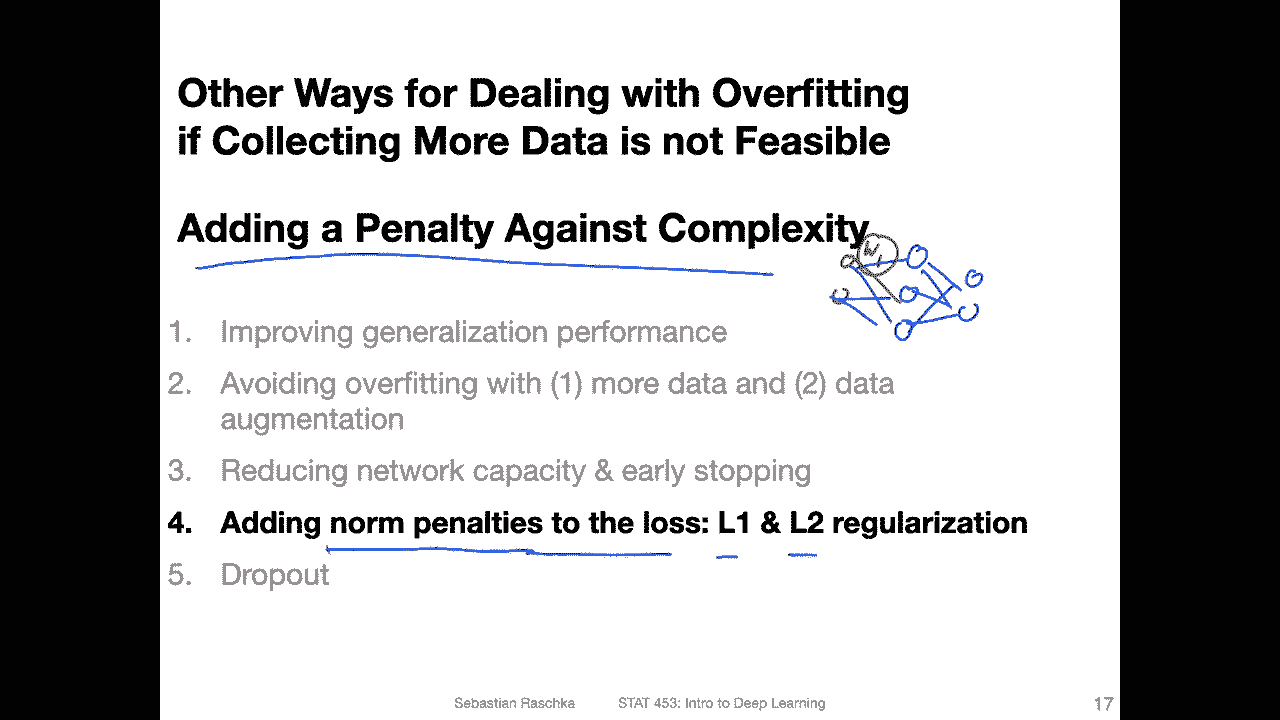 Other Ways for Dealing with Overfitting
if Collecting More Data is not Feasible
Adding a Penalty Against Complexity
1. Improving generalization performance
2. Avoiding overfitting with (1) more data and (2) data
augmentation
3. Reducing network capacity & early stopping
4. Adding norm penalties to the loss: L1 & L2 regularization
5. Dropout
Sebastian Raschka STAT 453: Intro to Deep Learning 17